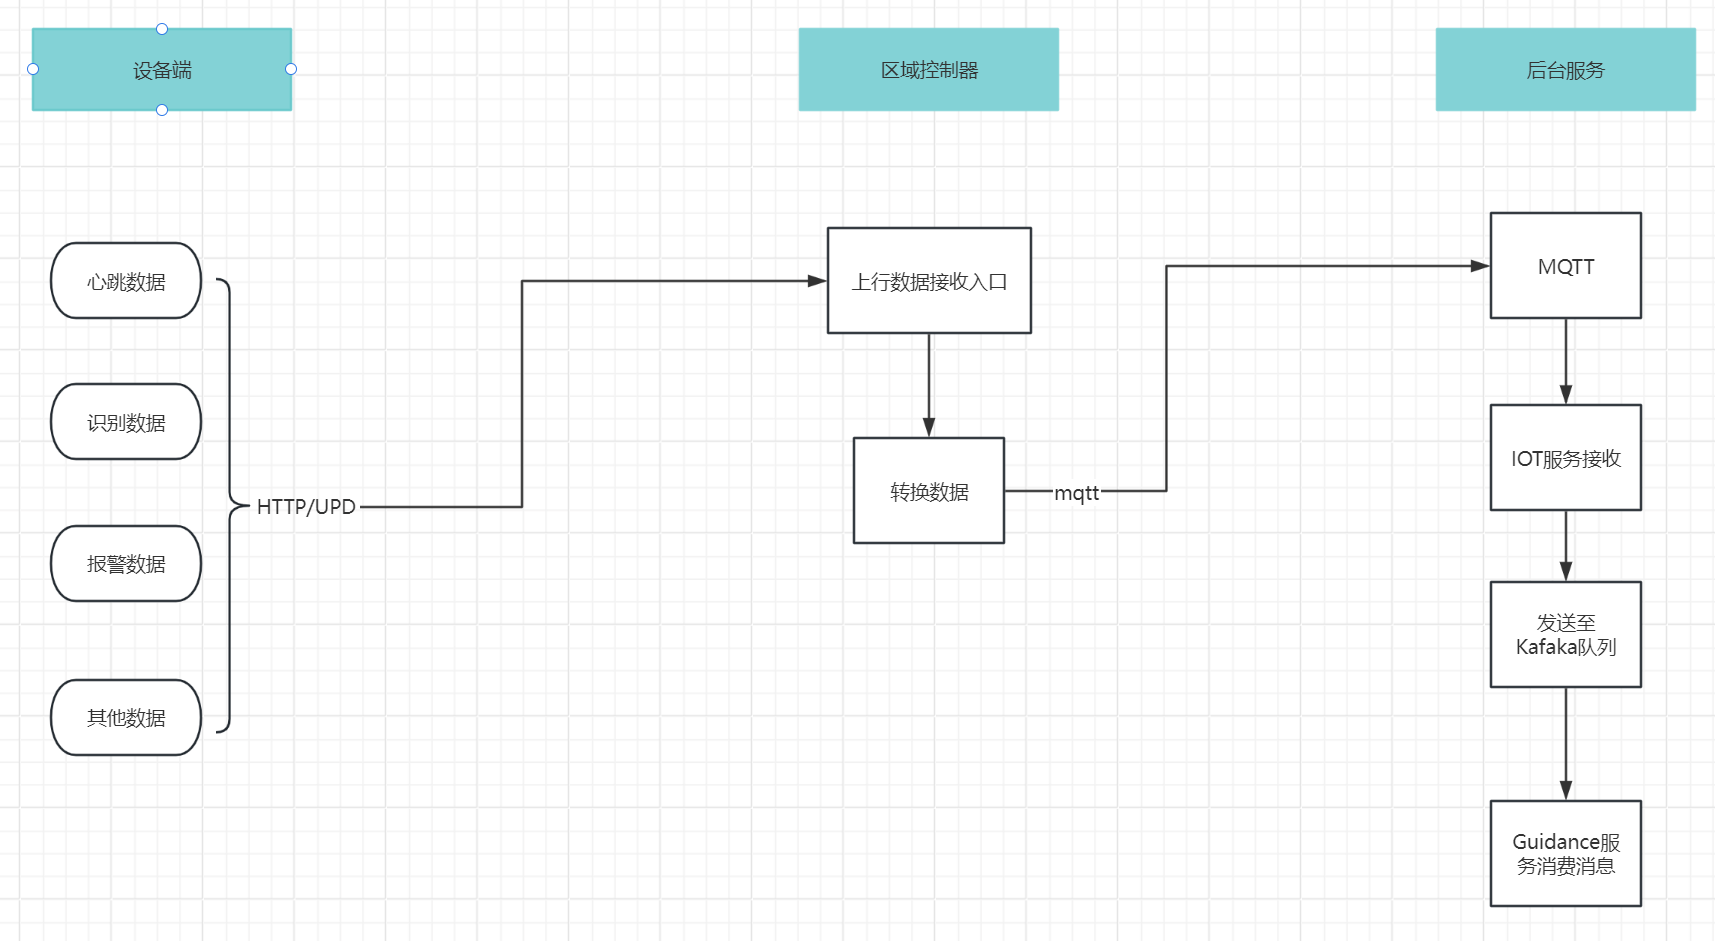 设备端
区域控制器
后台服务
心跳数据
识别数据
报警数据
其他数据
HTTP/UPD
上行数据接收入口
转换数据
mqtt
MQTT
IOT服务接收
发送至
Kafaka队列
Guidance服
务消费消息